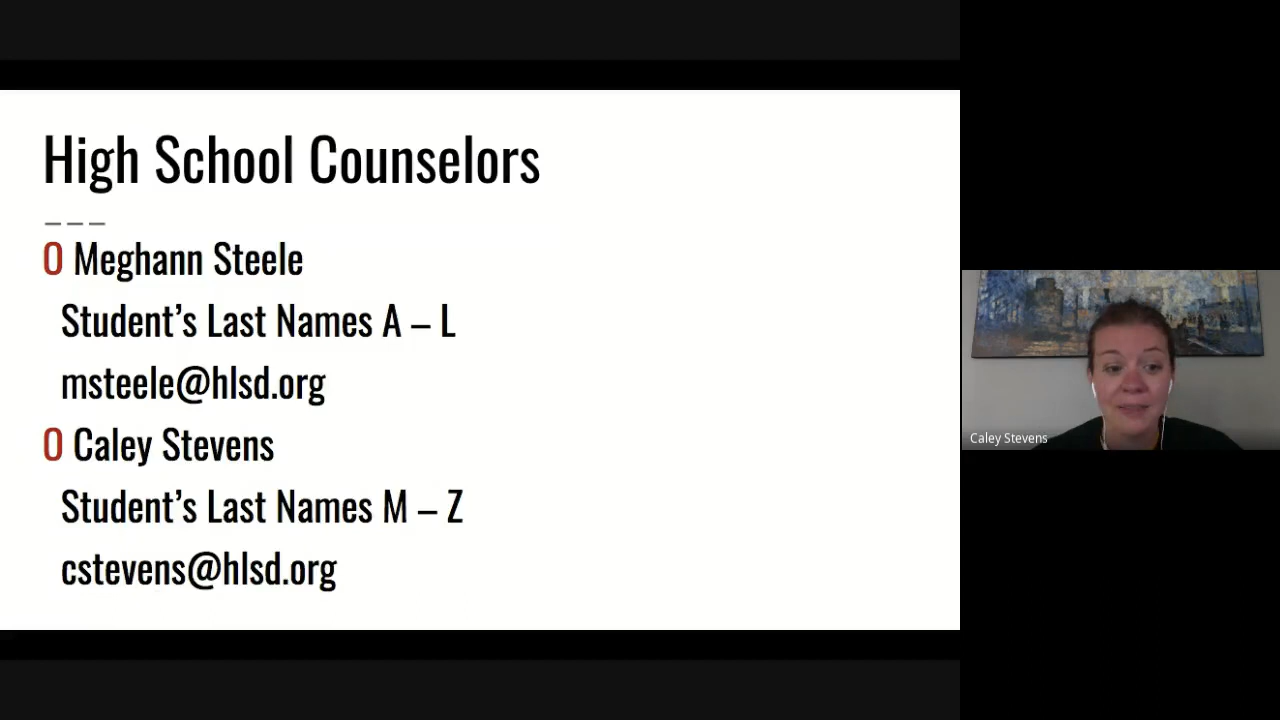 High School Counselors
O Meghann Steele
Student’s Last Names A – L
msteele@hlsd.org
O Caley Stevens
Student’s Last Names M – Z
cstevens@hlsd.org
Caley Stevens